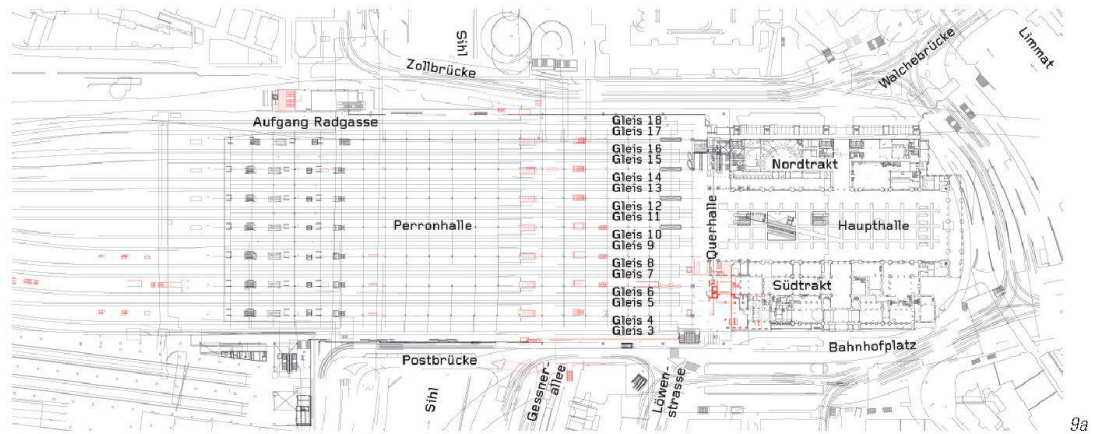 Sihl
Zollbrücke
Walchebrücke
Limmat
Aufgang Radgasse
Gleis 18
Gleis 17
Gleis 16
Gleis 15
Gleis 14
Gleis 13
Gleis 12
Gleis 11
Gleis 10
Gleis 9
Gleis 8
Gleis 7
Gleis 6
Gleis 5
Gleis 4
Gleis 3
Perronhalle
Querhalle
Nordtrakt
Haupthalle
Südtrakt
Bahnhofplatz
Postbrücke
Sihl
Gessner-
allee
Löwen-
strasse
9a